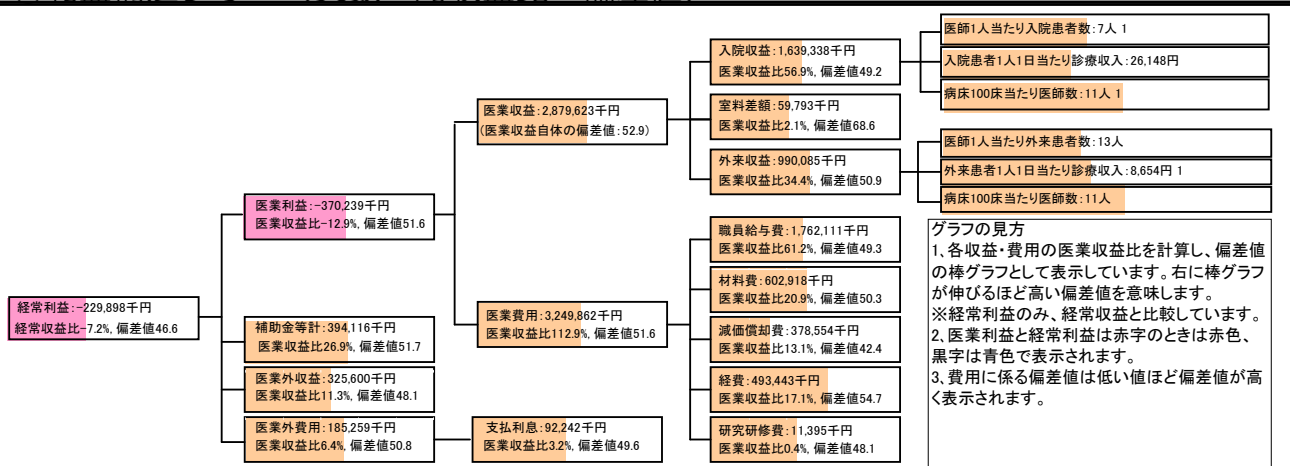 経常利益:-229,898千円
経常収益比-7.2%, 偏差値46.6
医業利益:-370,239千円
医業収益比-12.9%, 偏差値51.6
補助金等計:394,116千円
医業収益比26.9%, 偏差値51.7
医業外収益:325,600千円
医業収益比11.3%, 偏差値48.1
医業外費用:185,259千円
医業収益比6.4%, 偏差値50.8
医業収益:2,879,623千円
(医業収益自体の偏差値:52.9)
医業費用:3,249,862千円
医業収益比112.9%, 偏差値51.6
支払利息:92,242千円
医業収益比3.2%, 偏差値49.6
入院収益:1,639,338千円
医業収益比56.9%, 偏差値49.2
室料差額:59,793千円
医業収益比2.1%, 偏差値68.6
外来収益:990,085千円
医業収益比34.4%, 偏差値50.9
職員給与費:1,762,111千円
医業収益比61.2%, 偏差値49.3
材料費:602,918千円
医業収益比20.9%, 偏差値50.3
減価償却費:378,554千円
医業収益比13.1%, 偏差値42.4
経費:493,443千円
医業収益比17.1%, 偏差値54.7
研究研修費:11,395千円
医業収益比0.4%, 偏差値48.1
医師1人当たり入院患者数:7人 1
入院患者1人1日当たり診療収入:26,148円
病床100床当たり医師数:11人 1
医師1人当たり外来患者数:13人
外来患者1人1日当たり診療収入:8,654円 1
病床100床当たり医師数:11人
グラフの見方
1、各収益・費用の医業収益比を計算し、偏差値
の棒グラフとして表示しています。右に棒グラフ
が伸びるほど高い偏差値を意味します。
※経常利益のみ、経常収益と比較しています。
2、医業利益と経常利益は赤字のときは赤色、
黒字は青色で表示されます。
3、費用に係る偏差値は低い値ほど偏差値が高
く表示されます。